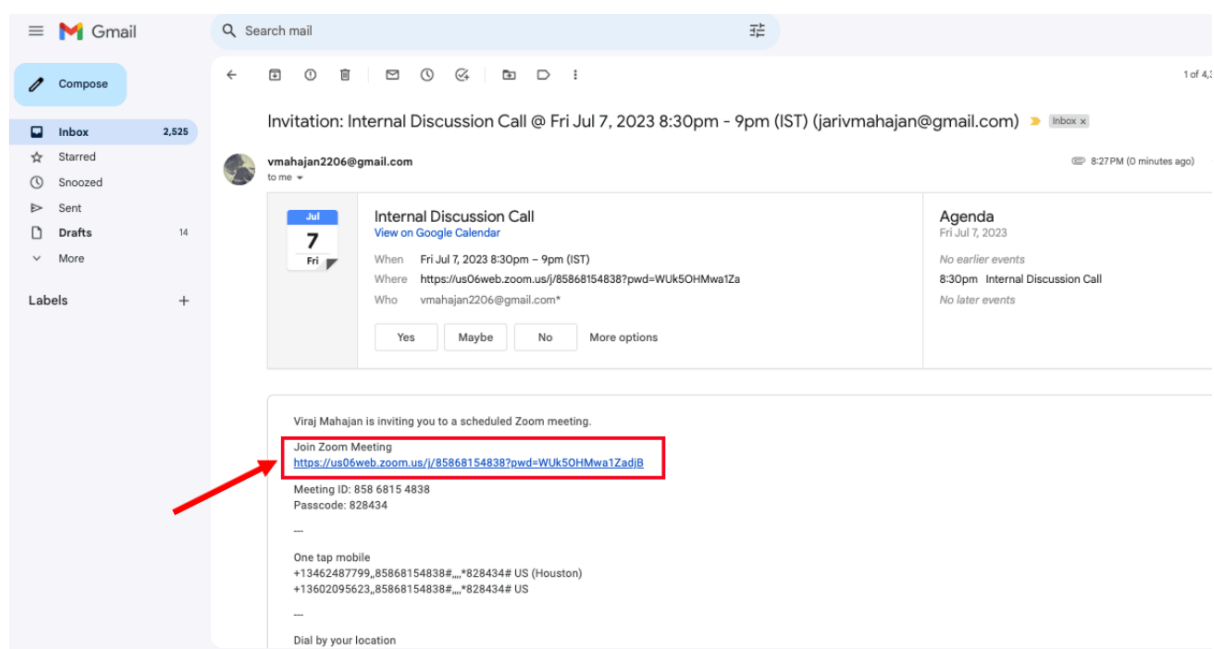 Gmail
Search mail
Compose
1 of 4,3
Inbox 2,525
Starred
Snoozed
Sent
Drafts 14
More
Labels +
Invitation: Internal Discussion Call @ Fri Jul 7, 2023 8:30pm - 9pm (IST) (jarivmahajan@gmail.com) Inbox x
vmahajan2206@gmail.com 8:27 PM (0 minutes ago)
to me
Jul
7
Fri
Internal Discussion Call
View on Google Calendar
When Fri Jul 7, 2023 8:30pm – 9pm (IST)
Where https://us06web.zoom.us/j/85868154838?pwd=WUk5OHMwa1Za
Who vmahajan2206@gmail.com*
Yes Maybe No More options
Agenda
Fri Jul 7, 2023
No earlier events
8:30pm Internal Discussion Call
No later events
Viraj Mahajan is inviting you to a scheduled Zoom meeting.
Join Zoom Meeting
https://us06web.zoom.us/j/85868154838?pwd=WUk5OHMwa1ZadjB
Meeting ID: 858 6815 4838
Passcode: 828434
---
One tap mobile
+13462487799,,85868154838#,,,,*828434# US (Houston)
+13602095623,,85868154838#,,,,*828434# US
---
Dial by your location